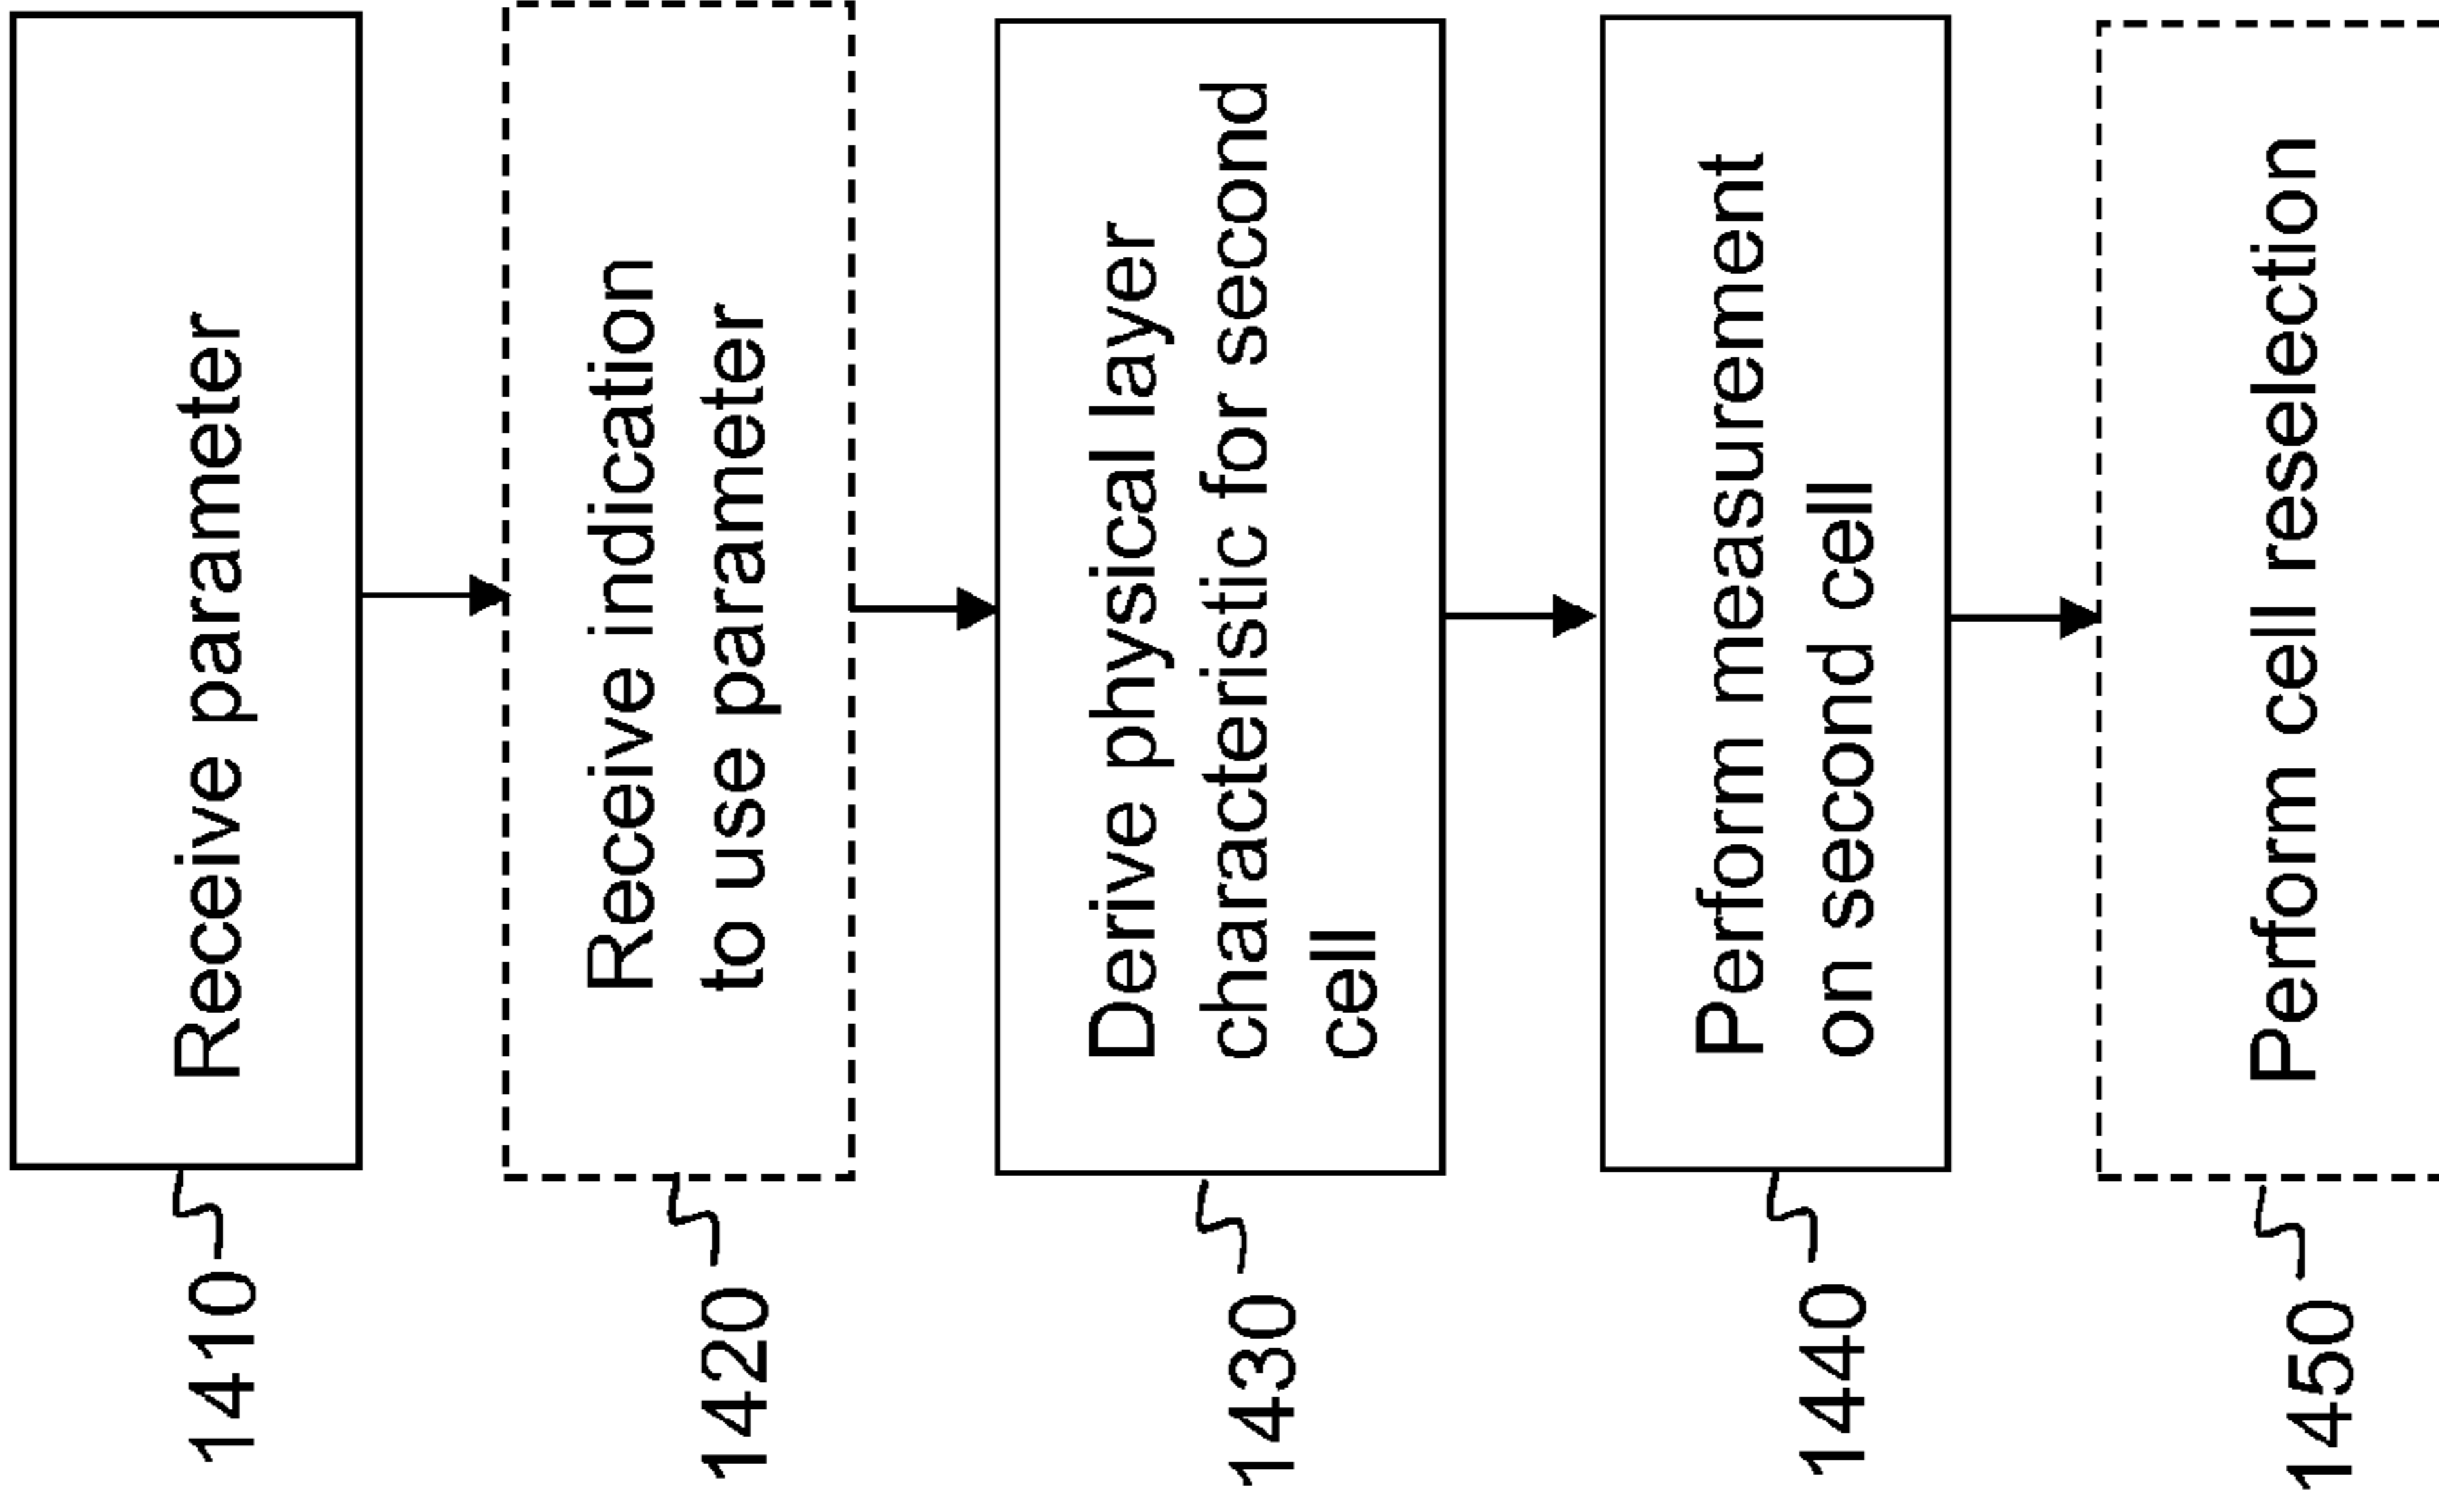 1410
Receive parameter
1420
Receive indication
to use parameter
1430
Derive physical layer
characteristic for second
cell
1440
Perform measurement
on second cell
1450
Perform cell reselection